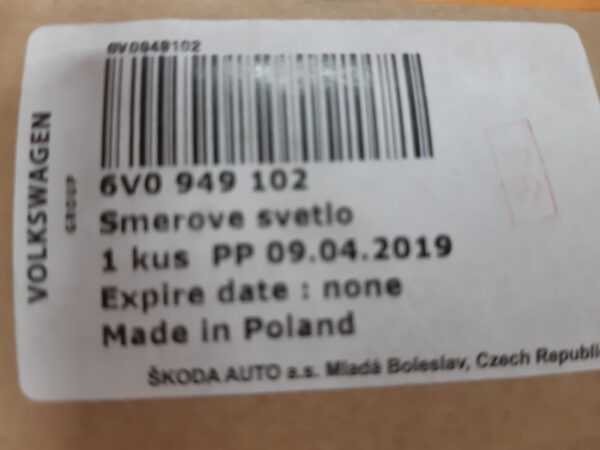 VOLKSWAGEN
GROUP
6V0949102
6V0 949 102
Smerove svetlo
1 kus PP 09.04.2019
Expire date : none
Made in Poland
ŠKODA AUTO a.s. Mladá Boleslav, Czech Republic